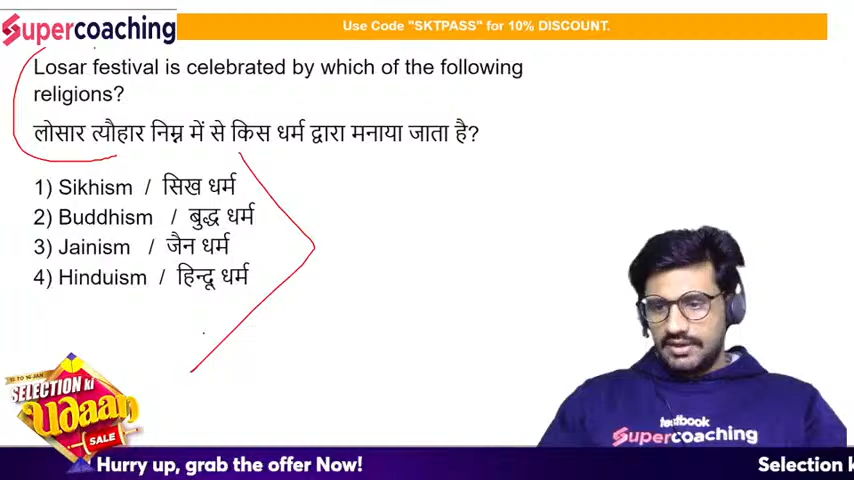 Supercoaching
Use Code "SKTPASS" for 10% DISCOUNT.
Losar festival is celebrated by which of the following
religions?
लोसार त्यौहार निम्न में से किस धर्म द्वारा मनाया जाता है?
1) Sikhism / सिख धर्म
2) Buddhism / बुद्ध धर्म
3) Jainism / जैन धर्म
4) Hinduism / हिन्दू धर्म
SELECTION ki
Udaan
SALE
testbook
Supercoaching
Hurry up, grab the offer Now!
Selection k